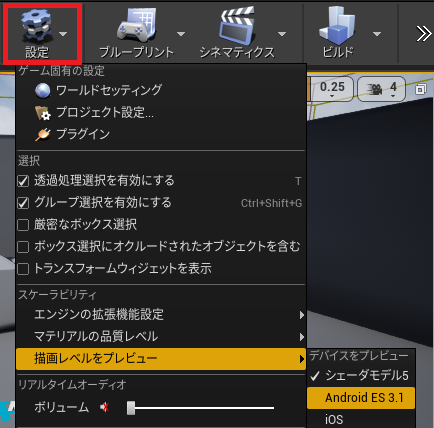 設定 ブループリント シネマティクス ビルド
ゲーム固有の設定
ワールドセッティング
0.25 4
プロジェクト設定...
プラグイン
選択
透過処理選択を有効にする T
グループ選択を有効にする Ctrl+Shift+G
厳密なボックス選択
ボックス選択にオクルードされたオブジェクトを含む
トランスフォームウィジェットを表示
スケーラビリティ
エンジンの拡張機能設定
マテリアルの品質レベル
描画レベルをプレビュー
デバイスをプレビュー
シェーダモデル5
リアルタイムオーディオ
Android ES 3.1
ボリューム
iOS